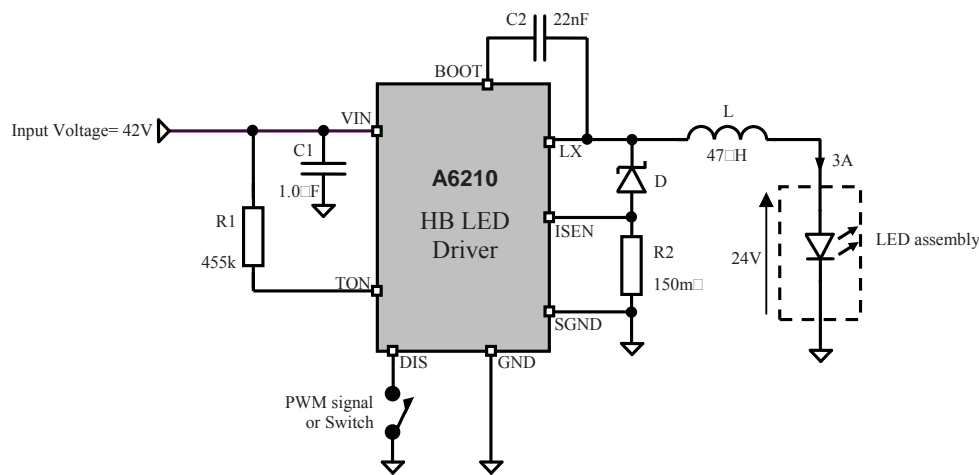 C2
22nF
BOOT
VIN
Input Voltage= 42V
C1
1.0□F
R1
455k
TON
A6210
HB LED
Driver
LX
L
47□H
3A
D
ISEN
R2
150m□
SGND
24V
LED assembly
DIS
GND
PWM signal
or Switch